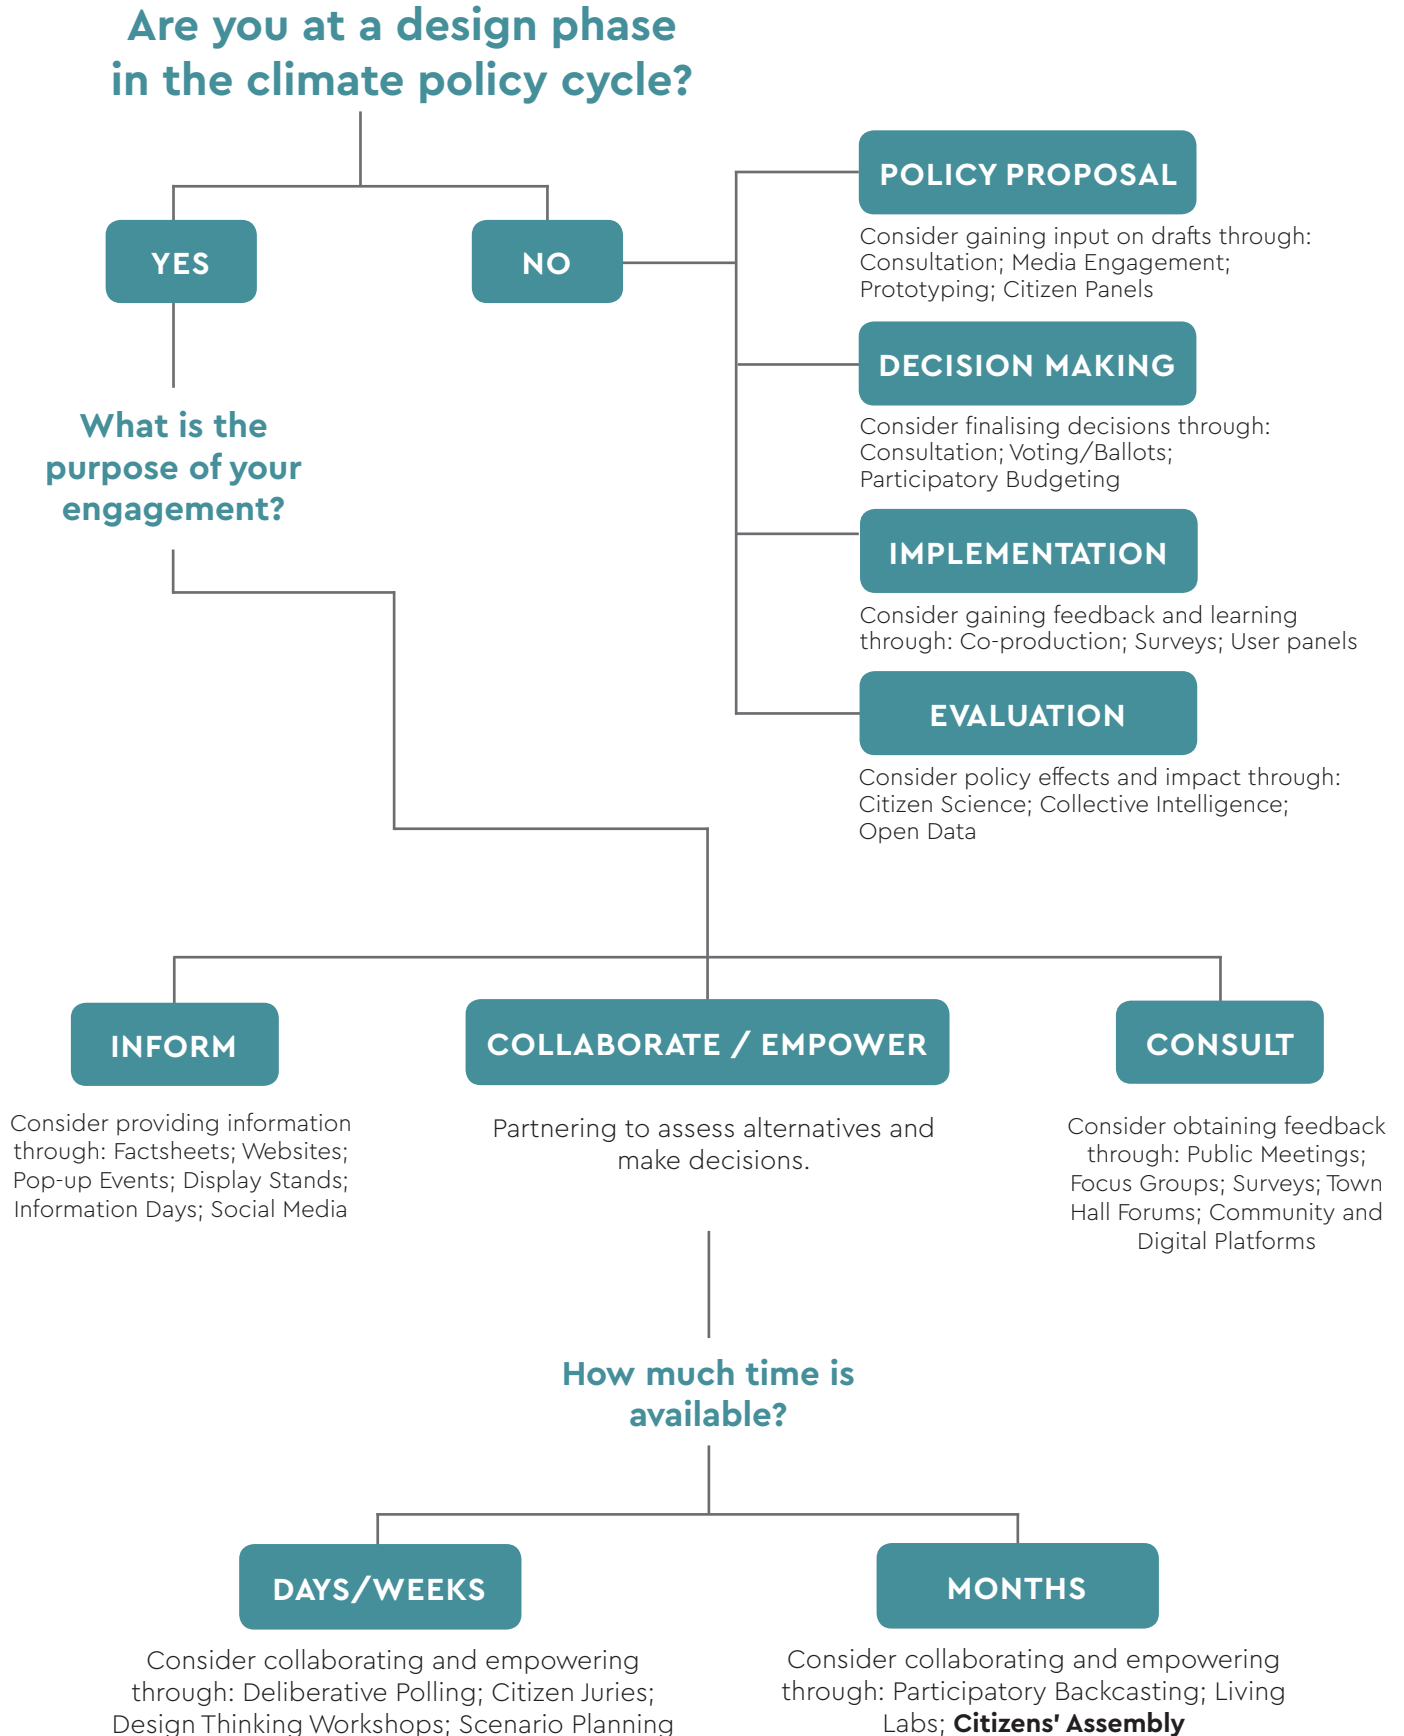 Are you at a design phase
in the climate policy cycle?
YES
NO
POLICY PROPOSAL
Consider gaining input on drafts through:
Consultation; Media Engagement;
Prototyping; Citizen Panels
DECISION MAKING
Consider finalising decisions through:
Consultation; Voting/Ballots;
Participatory Budgeting
IMPLEMENTATION
Consider gaining feedback and learning
through: Co-production; Surveys; User panels
EVALUATION
Consider policy effects and impact through:
Citizen Science; Collective Intelligence;
Open Data
What is the
purpose of your
engagement?
INFORM
Consider providing information
through: Factsheets; Websites;
Pop-up Events; Display Stands;
Information Days; Social Media
COLLABORATE / EMPOWER
Partnering to assess alternatives and
make decisions.
CONSULT
Consider obtaining feedback
through: Public Meetings;
Focus Groups; Surveys; Town
Hall Forums; Community and
Digital Platforms
How much time is
available?
DAYS/WEEKS
Consider collaborating and empowering
through: Deliberative Polling; Citizen Juries;
Design Thinking Workshops; Scenario Planning
MONTHS
Consider collaborating and empowering
through: Participatory Backcasting; Living
Labs; Citizens' Assembly